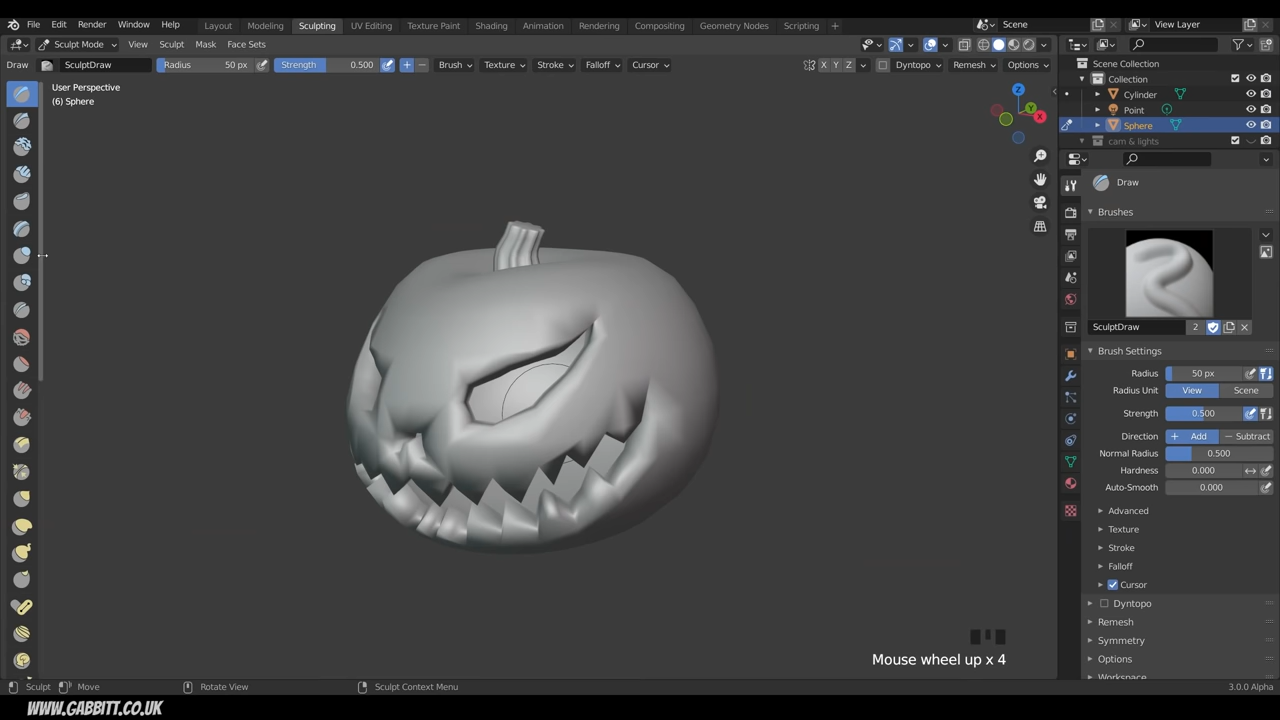 File Edit Render Window Help Layout Modeling Sculpting UV Editing Texture Paint Shading Animation Rendering Compositing Geometry Nodes Scripting + Scene View Layer
Sculpt Mode View Sculpt Mask Face Sets
Draw SculptDraw Radius 50 px Strength 0.500 + − Brush Texture Stroke Falloff Cursor X Y Z Dyntopo Remesh Options
User Perspective
(6) Sphere
Z
Y
X
Scene Collection
Collection
Cylinder
Point
Sphere
cam & lights
Draw
Brushes
SculptDraw 2
Brush Settings
Radius 50 px
Radius Unit View Scene
Strength 0.500
Direction + Add − Subtract
Normal Radius 0.500
Hardness 0.000
Auto-Smooth 0.000
Advanced
Texture
Stroke
Falloff
Cursor
Dyntopo
Remesh
Symmetry
Options
Workspace
Mouse wheel up x 4
Sculpt Move Rotate View Sculpt Context Menu 3.0.0 Alpha
WWW.GABBITT.CO.UK